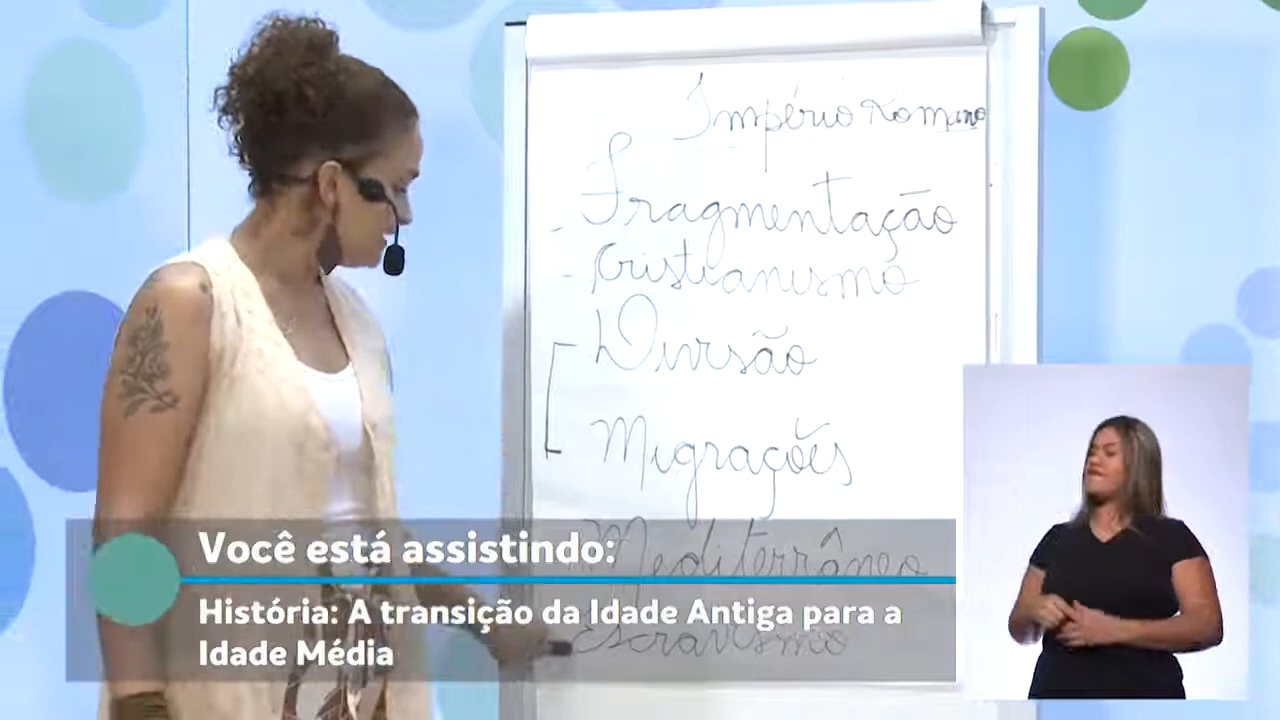 Império Romano
- Fragmentação
- Cristianismo
Divisão
Migrações
Mediterrâneo
Escravismo
Você está assistindo:
História: A transição da Idade Antiga para a
Idade Média